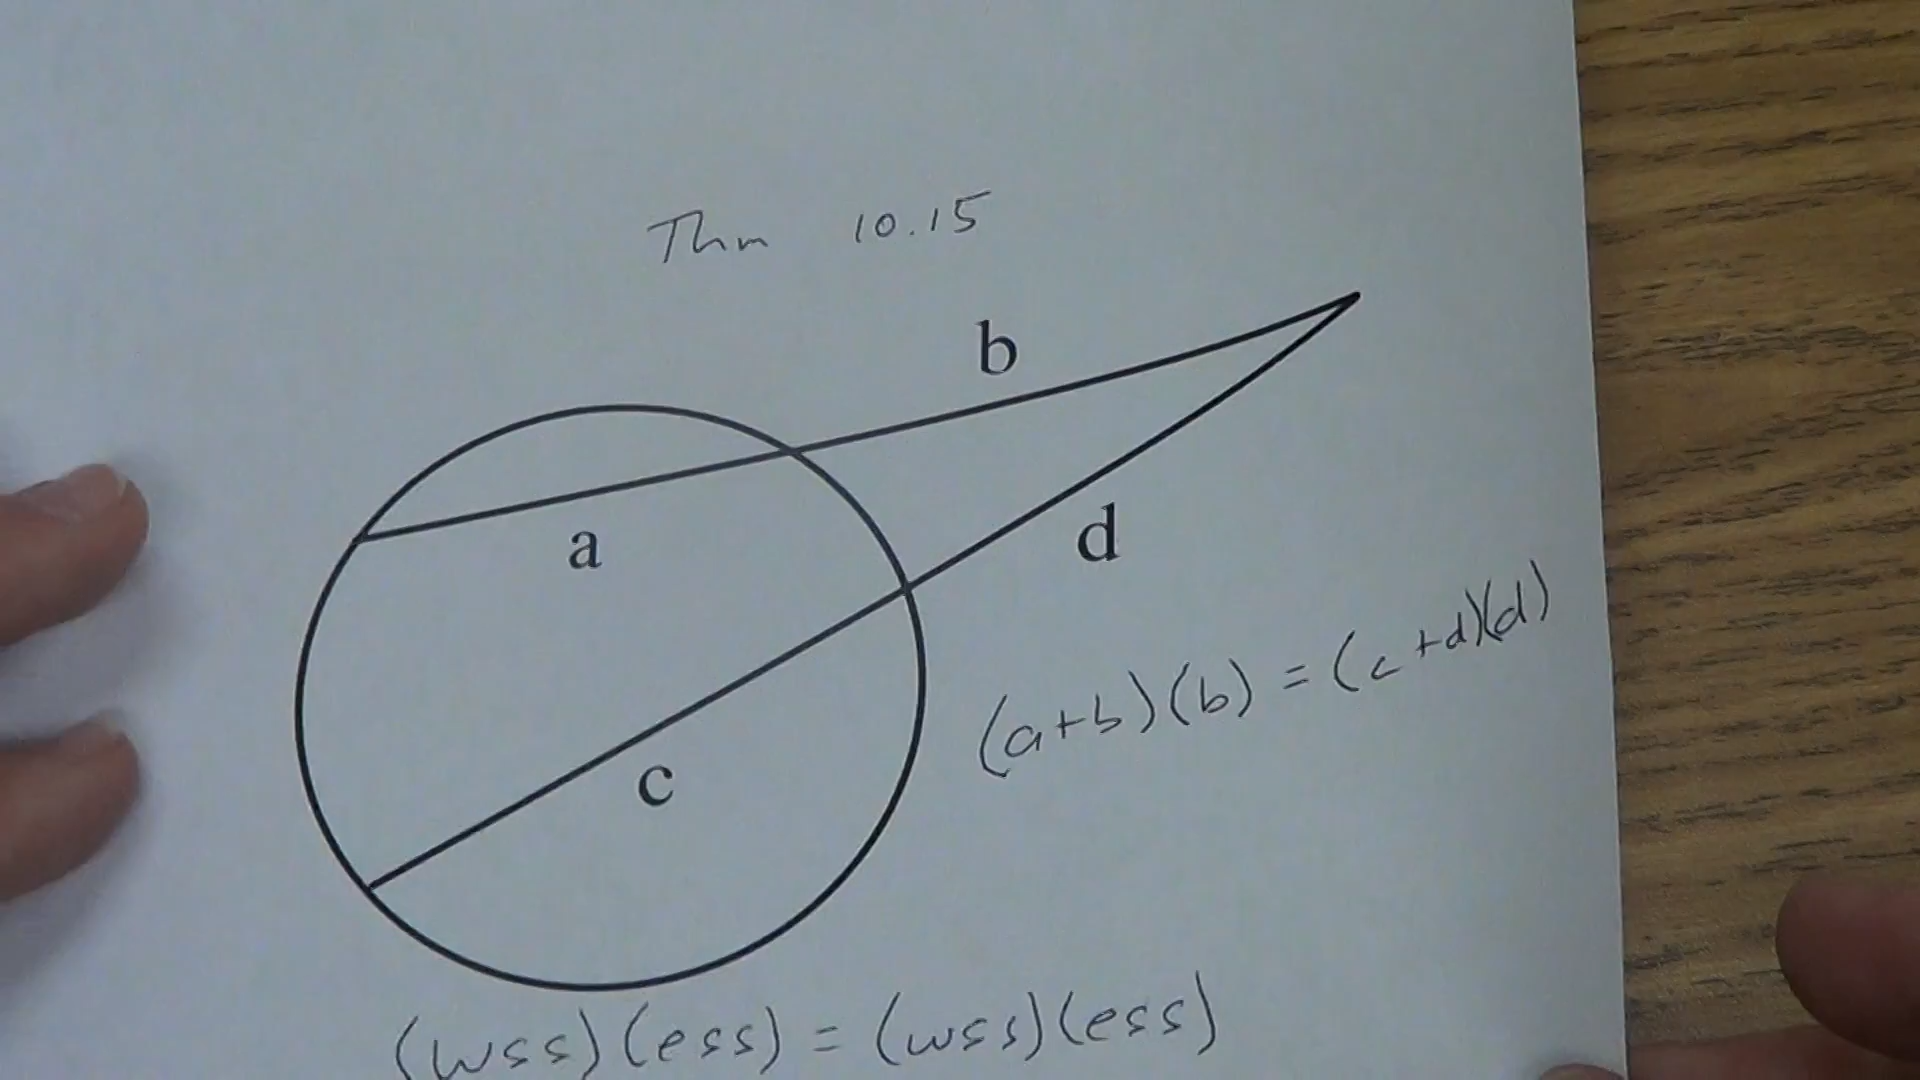 Thm 10.15
b
a
d
(a+b)(b) = (c+d)(d)
c
(wss)(ess) = (wss)(ess)